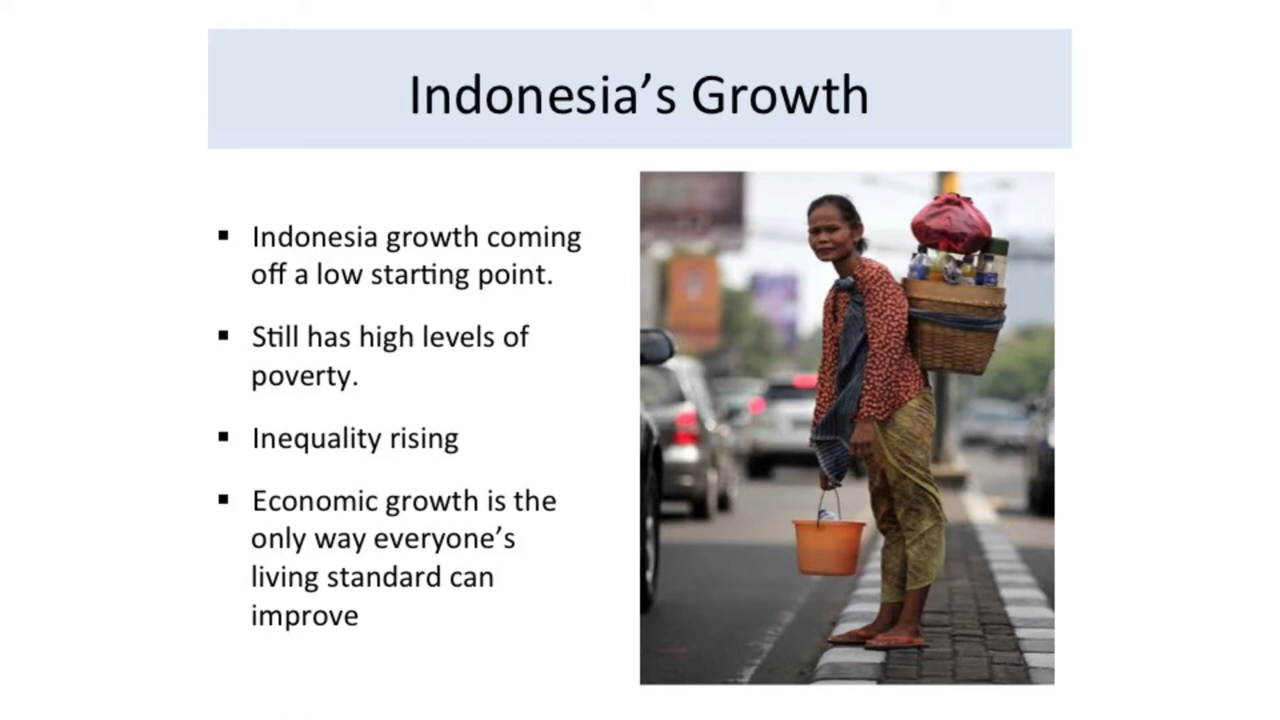 Indonesia’s Growth
▪ Indonesia growth coming
off a low starting point.
▪ Still has high levels of
poverty.
▪ Inequality rising
▪ Economic growth is the
only way everyone’s
living standard can
improve